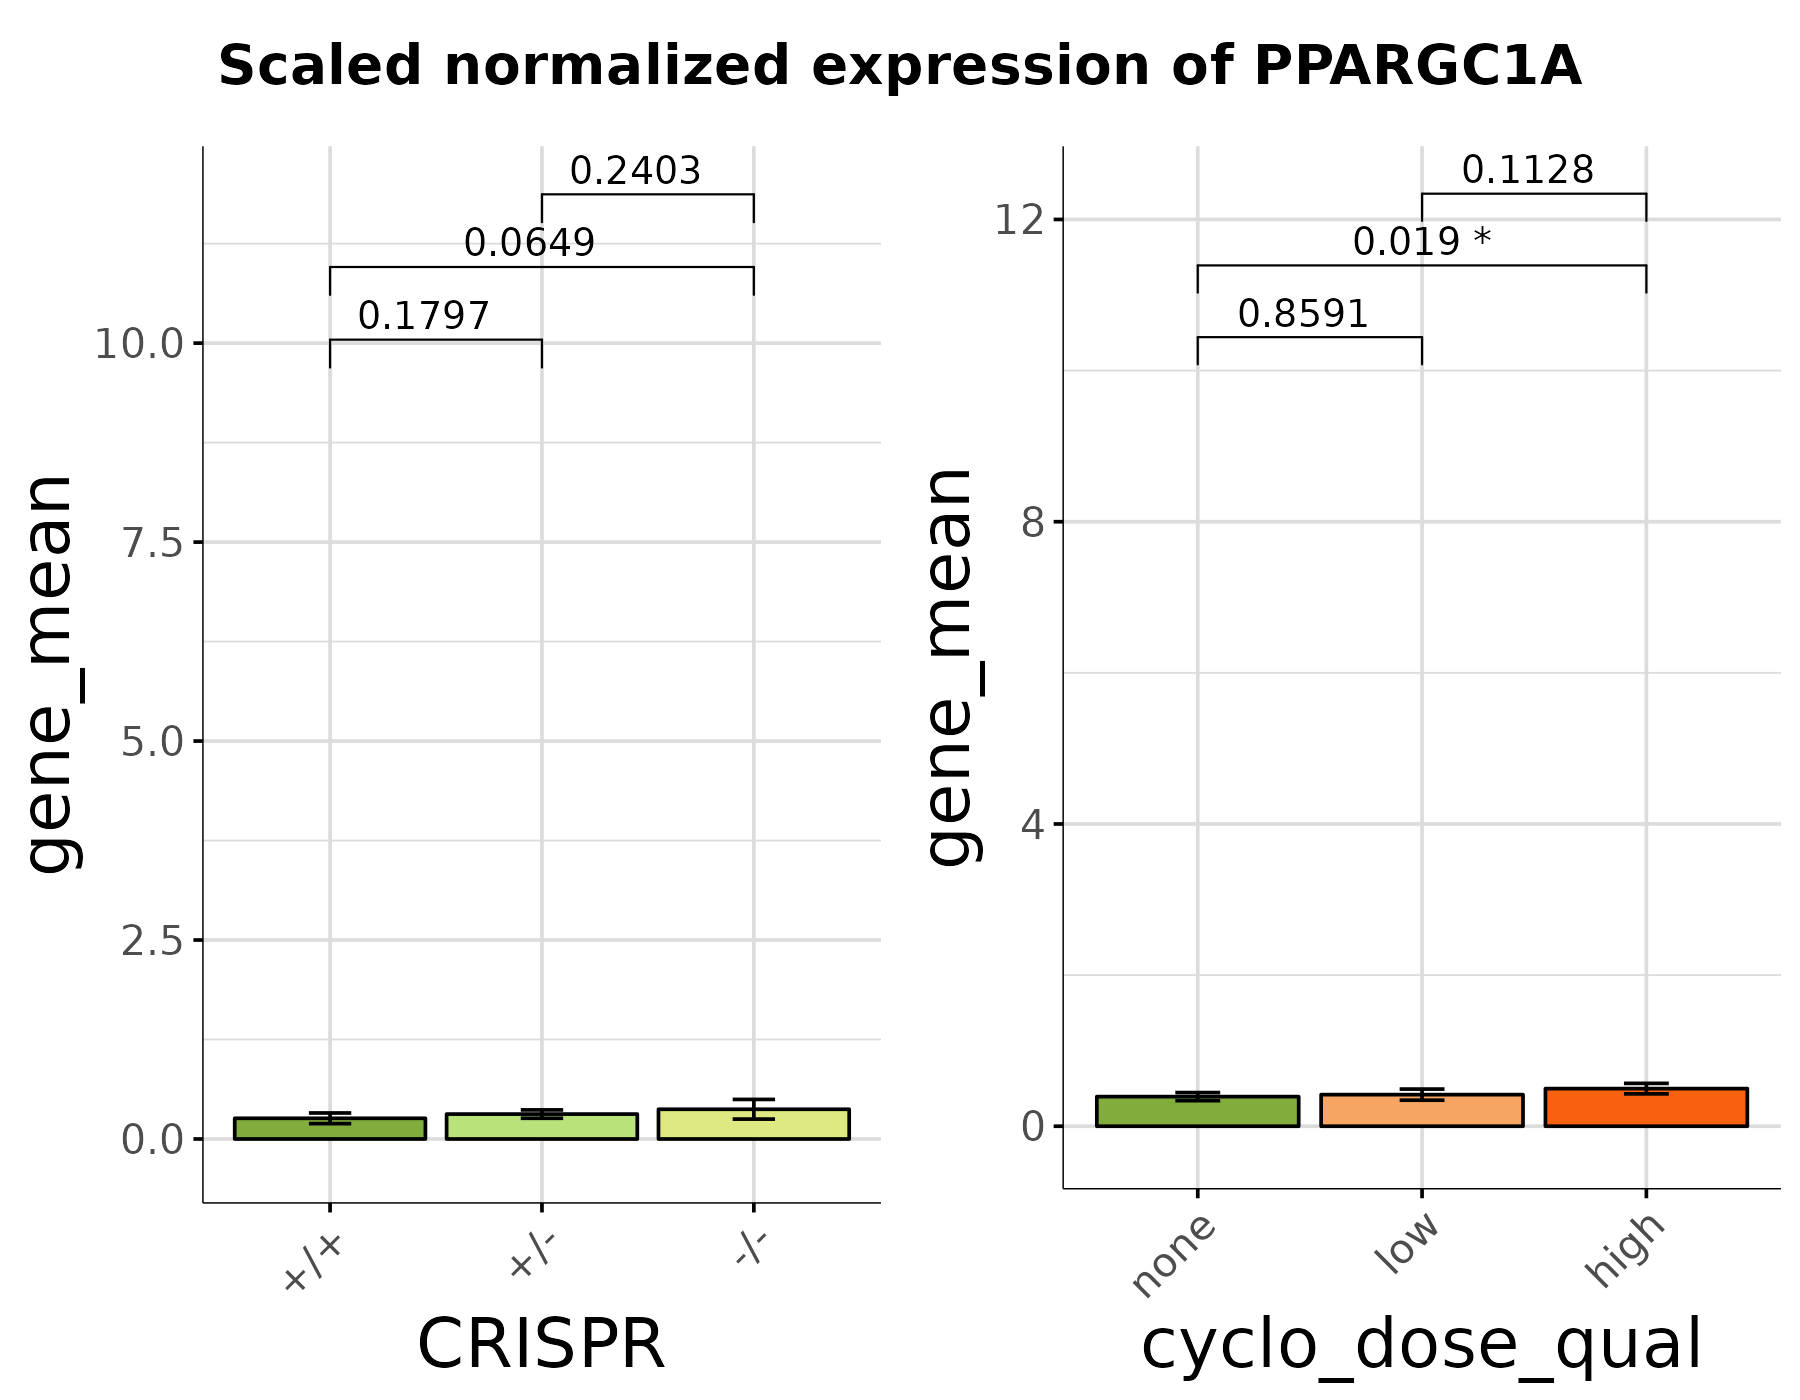 Scaled normalized expression of PPARGC1A
gene_mean
10.0
7.5
5.0
2.5
0.0
0.2403
0.0649
0.1797
+/+
+/-
-/-
CRISPR
gene_mean
12
8
4
0
0.1128
0.019 *
0.8591
none
low
high
cyclo_dose_qual